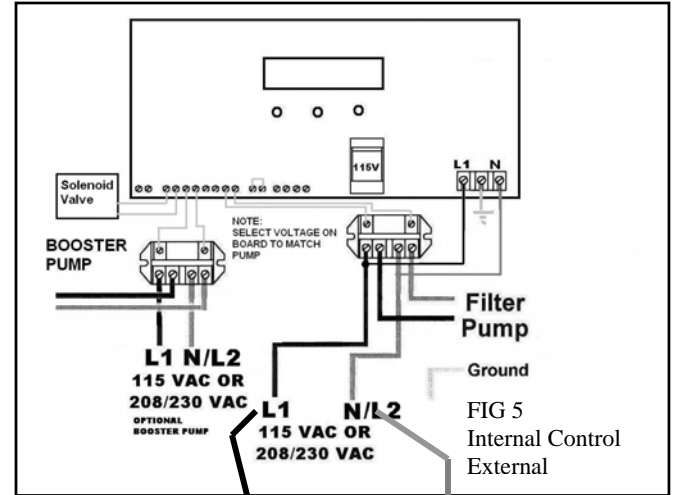 115V
L1 N
Solenoid
Valve
NOTE:
SELECT VOLTAGE ON
BOARD TO MATCH
PUMP
BOOSTER
PUMP
Filter
Pump
L1 N/L2
115 VAC OR
208/230 VAC
OPTIONAL
BOOSTER PUMP
Ground
L1 N/L2
115 VAC OR
208/230 VAC
FIG 5
Internal Control
External